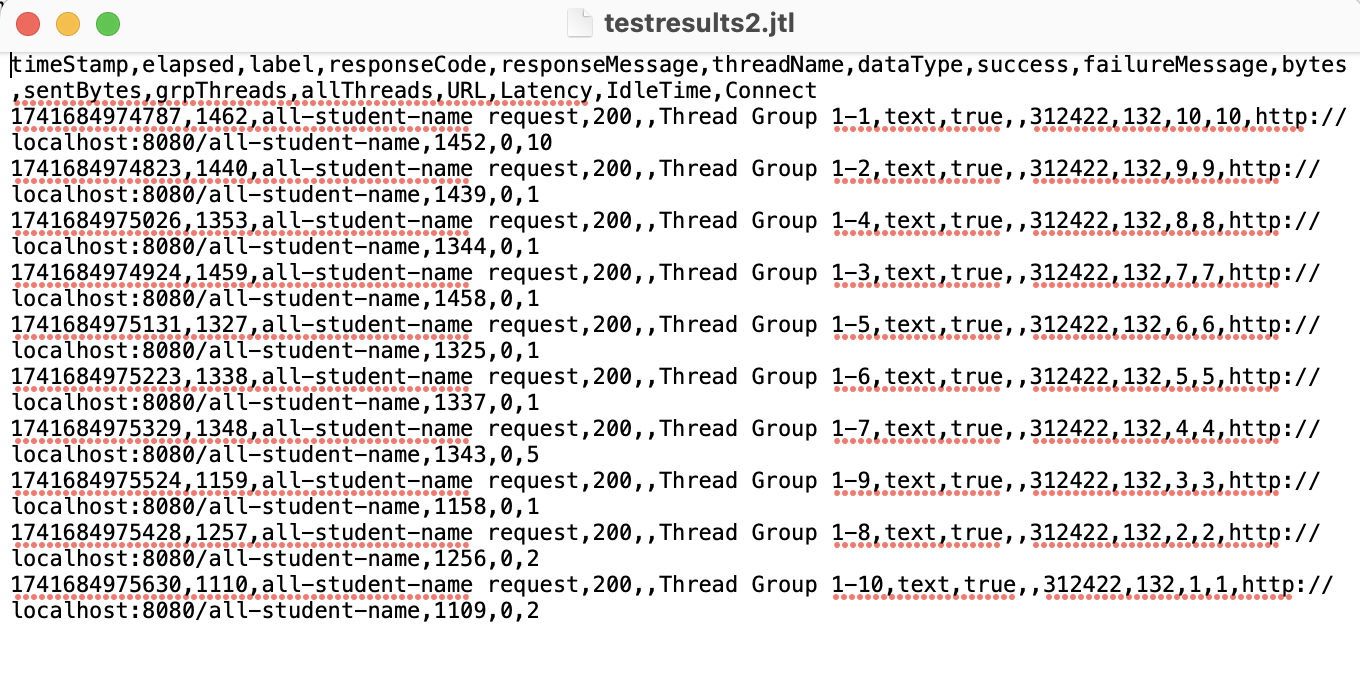 testresults2.jtl
timeStamp,elapsed,label,responseCode,responseMessage,threadName,dataType,success,failureMessage,bytes
,sentBytes,grpThreads,allThreads,URL,Latency,IdleTime,Connect
1741684974787,1462,all-student-name request,200,,Thread Group 1-1,text,true,,312422,132,10,10,http://
localhost:8080/all-student-name,1452,0,10
1741684974823,1440,all-student-name request,200,,Thread Group 1-2,text,true,,312422,132,9,9,http://
localhost:8080/all-student-name,1439,0,1
1741684975026,1353,all-student-name request,200,,Thread Group 1-4,text,true,,312422,132,8,8,http://
localhost:8080/all-student-name,1344,0,1
1741684974924,1459,all-student-name request,200,,Thread Group 1-3,text,true,,312422,132,7,7,http://
localhost:8080/all-student-name,1458,0,1
1741684975131,1327,all-student-name request,200,,Thread Group 1-5,text,true,,312422,132,6,6,http://
localhost:8080/all-student-name,1325,0,1
1741684975223,1338,all-student-name request,200,,Thread Group 1-6,text,true,,312422,132,5,5,http://
localhost:8080/all-student-name,1337,0,1
1741684975329,1348,all-student-name request,200,,Thread Group 1-7,text,true,,312422,132,4,4,http://
localhost:8080/all-student-name,1343,0,5
1741684975524,1159,all-student-name request,200,,Thread Group 1-9,text,true,,312422,132,3,3,http://
localhost:8080/all-student-name,1158,0,1
1741684975428,1257,all-student-name request,200,,Thread Group 1-8,text,true,,312422,132,2,2,http://
localhost:8080/all-student-name,1256,0,2
1741684975630,1110,all-student-name request,200,,Thread Group 1-10,text,true,,312422,132,1,1,http://
localhost:8080/all-student-name,1109,0,2